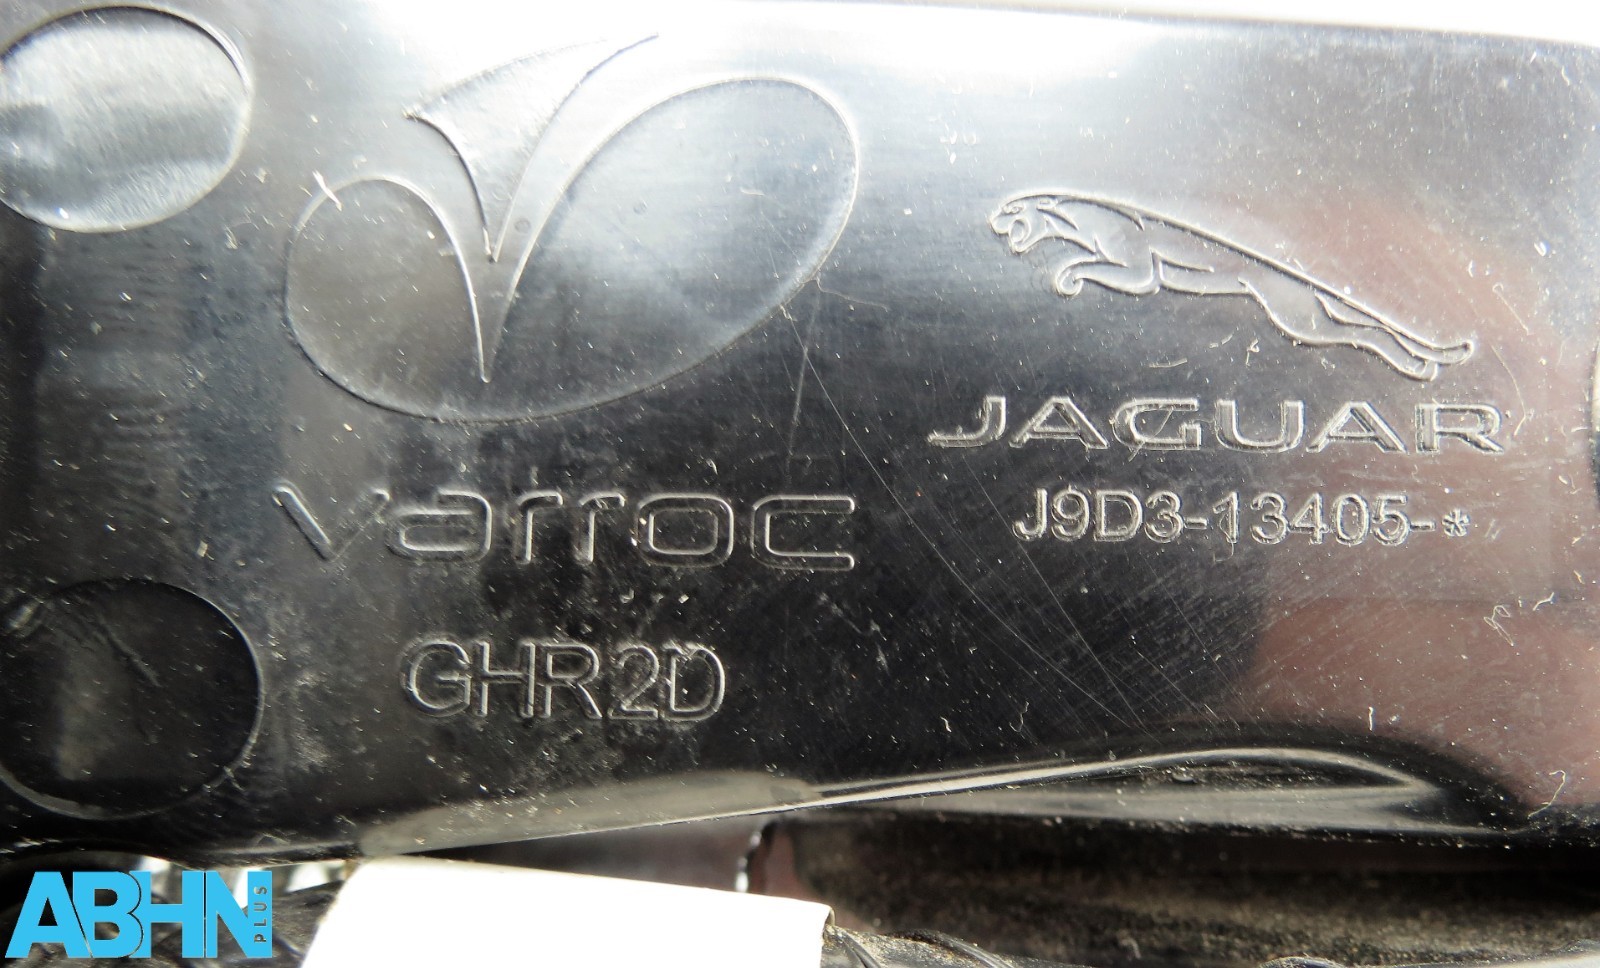 JAGUAR
J9D3-13405-*
varroc
GHR2D
ABHN
PLUS